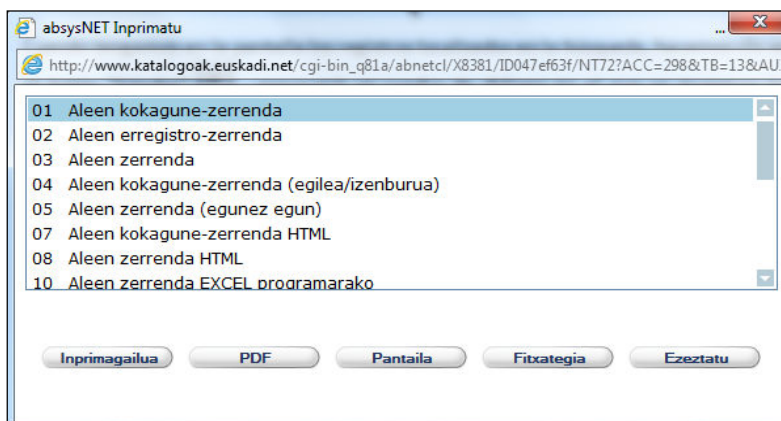 absysNET Inprimatu
...
x
http://www.katalogoak.euskadi.net/cgi-bin_q81a/abnetcl/X8381/ID047ef63f/NT72?ACC=298&TB=13&AU
01 Aleen kokagune-zerrenda
02 Aleen erregistro-zerrenda
03 Aleen zerrenda
04 Aleen kokagune-zerrenda (egilea/izenburua)
05 Aleen zerrenda (egunez egun)
07 Aleen kokagune-zerrenda HTML
08 Aleen zerrenda HTML
10 Aleen zerrenda EXCEL programarako
Inprimagailua PDF Pantaila Fitxategia Ezeztatu